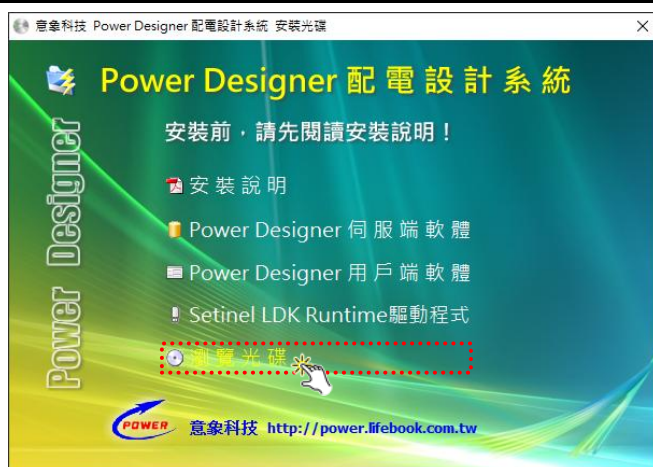 意象科技 Power Designer 配電設計系統 安裝光碟
Power Designer 配電設計系統
Power Designer
安裝前，請先閱讀安裝說明！
安裝說明
Power Designer 伺服端軟體
Power Designer 用戶端軟體
Setinel LDK Runtime驅動程式
瀏覽光碟
POWER 意象科技 http://power.lifebook.com.tw